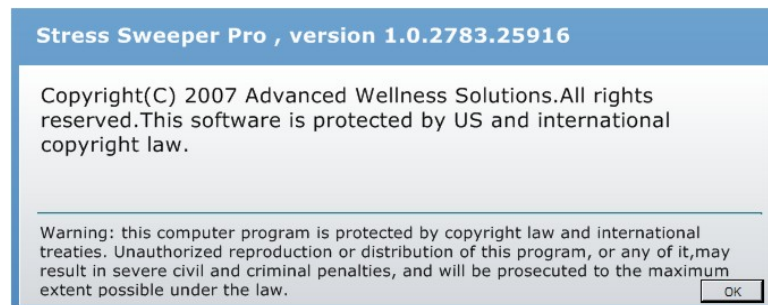 Stress Sweeper Pro , version 1.0.2783.25916
Copyright(C) 2007 Advanced Wellness Solutions.All rights
reserved.This software is protected by US and international
copyright law.
Warning: this computer program is protected by copyright law and international
treaties. Unauthorized reproduction or distribution of this program, or any of it,may
result in severe civil and criminal penalties, and will be prosecuted to the maximum
extent possible under the law.
OK